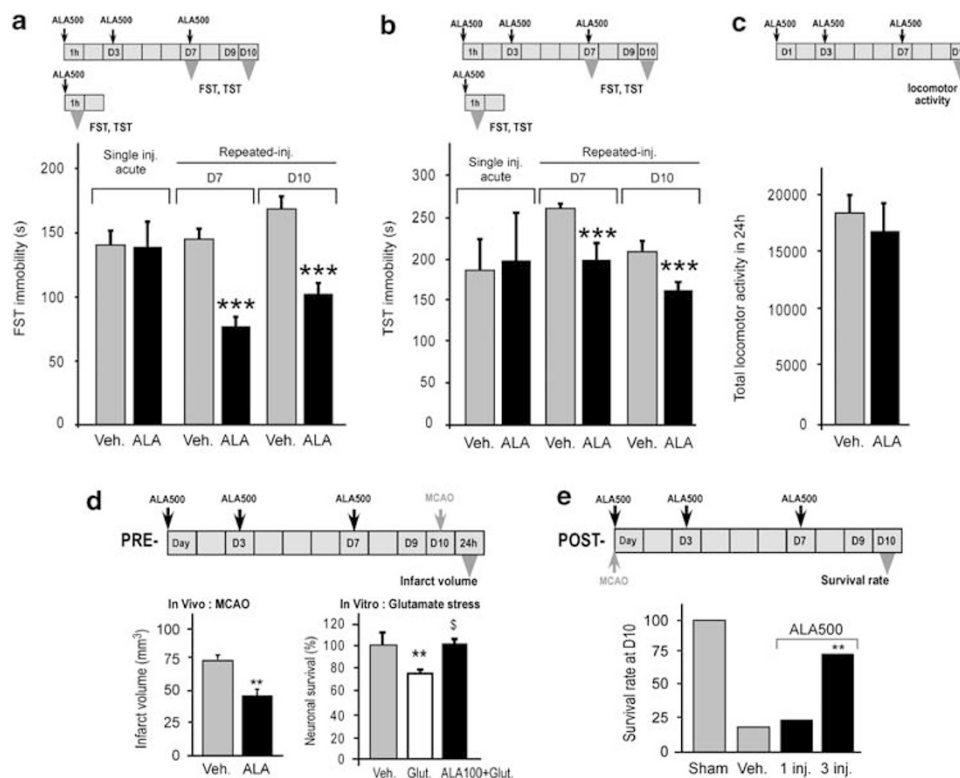 a
ALA500 ALA500 ALA500
1h D3 D7 D9 D10
FST, TST
ALA500
1h
FST, TST
Single inj. acute
Repeated-inj.
D7 D10
FST immobility (s)
200
150
100
50
0
***
***
Veh. ALA Veh. ALA Veh. ALA
b
ALA500 ALA500 ALA500
1h D3 D7 D9 D10
FST, TST
ALA500
1h
FST, TST
Single inj. acute
Repeated-inj.
D7 D10
TST immobility (s)
300
250
200
150
100
50
0
***
***
Veh. ALA Veh. ALA Veh. ALA
c
ALA500 ALA500 ALA500
D1 D3 D7
locomotor
activity
Total locomotor activity in 24h
20000
15000
10000
5000
0
Veh. ALA
d
ALA500 ALA500 ALA500 MCAO
PRE- Day D3 D7 D9 D10 24h
Infarct volume
In Vivo : MCAO
Infarct volume (mm³)
100
75
50
25
0
**
Veh. ALA
In Vitro : Glutamate stress
Neuronal survival (%)
120
100
80
60
40
20
0
**
$
Veh. Glut. ALA100+Glut.
e
ALA500 ALA500 ALA500
POST- Day D3 D7 D9 D10
MCAO
Survival rate
Survival rate at D10
100
75
50
25
0
ALA500
**
Sham Veh. 1 inj. 3 inj.